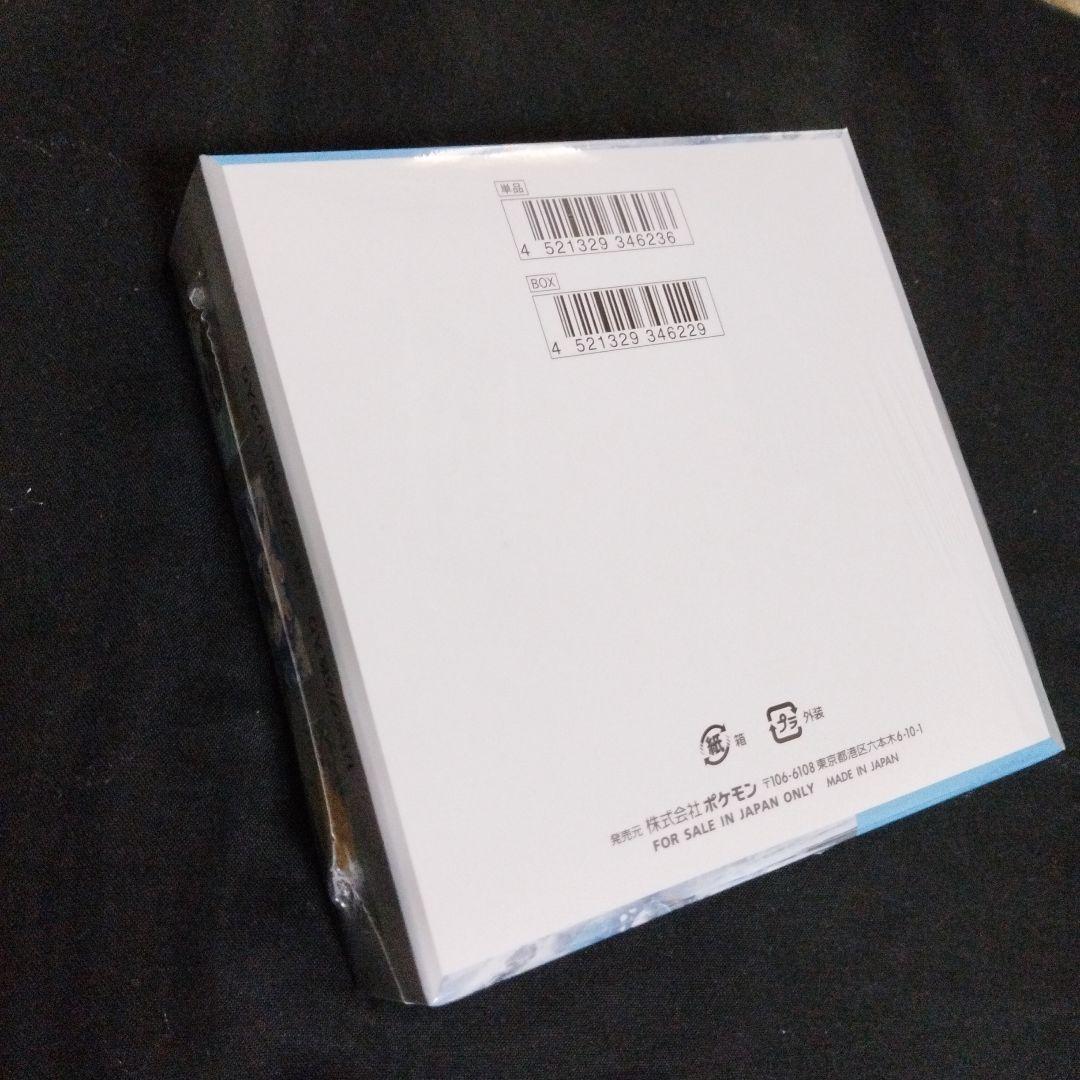 単品
4 521329 346236
BOX
4 521329 346229
紙 箱 プラ 外装
発売元 株式会社ポケモン 〒106-6108 東京都港区六本木6-10-1
FOR SALE IN JAPAN ONLY MADE IN JAPAN